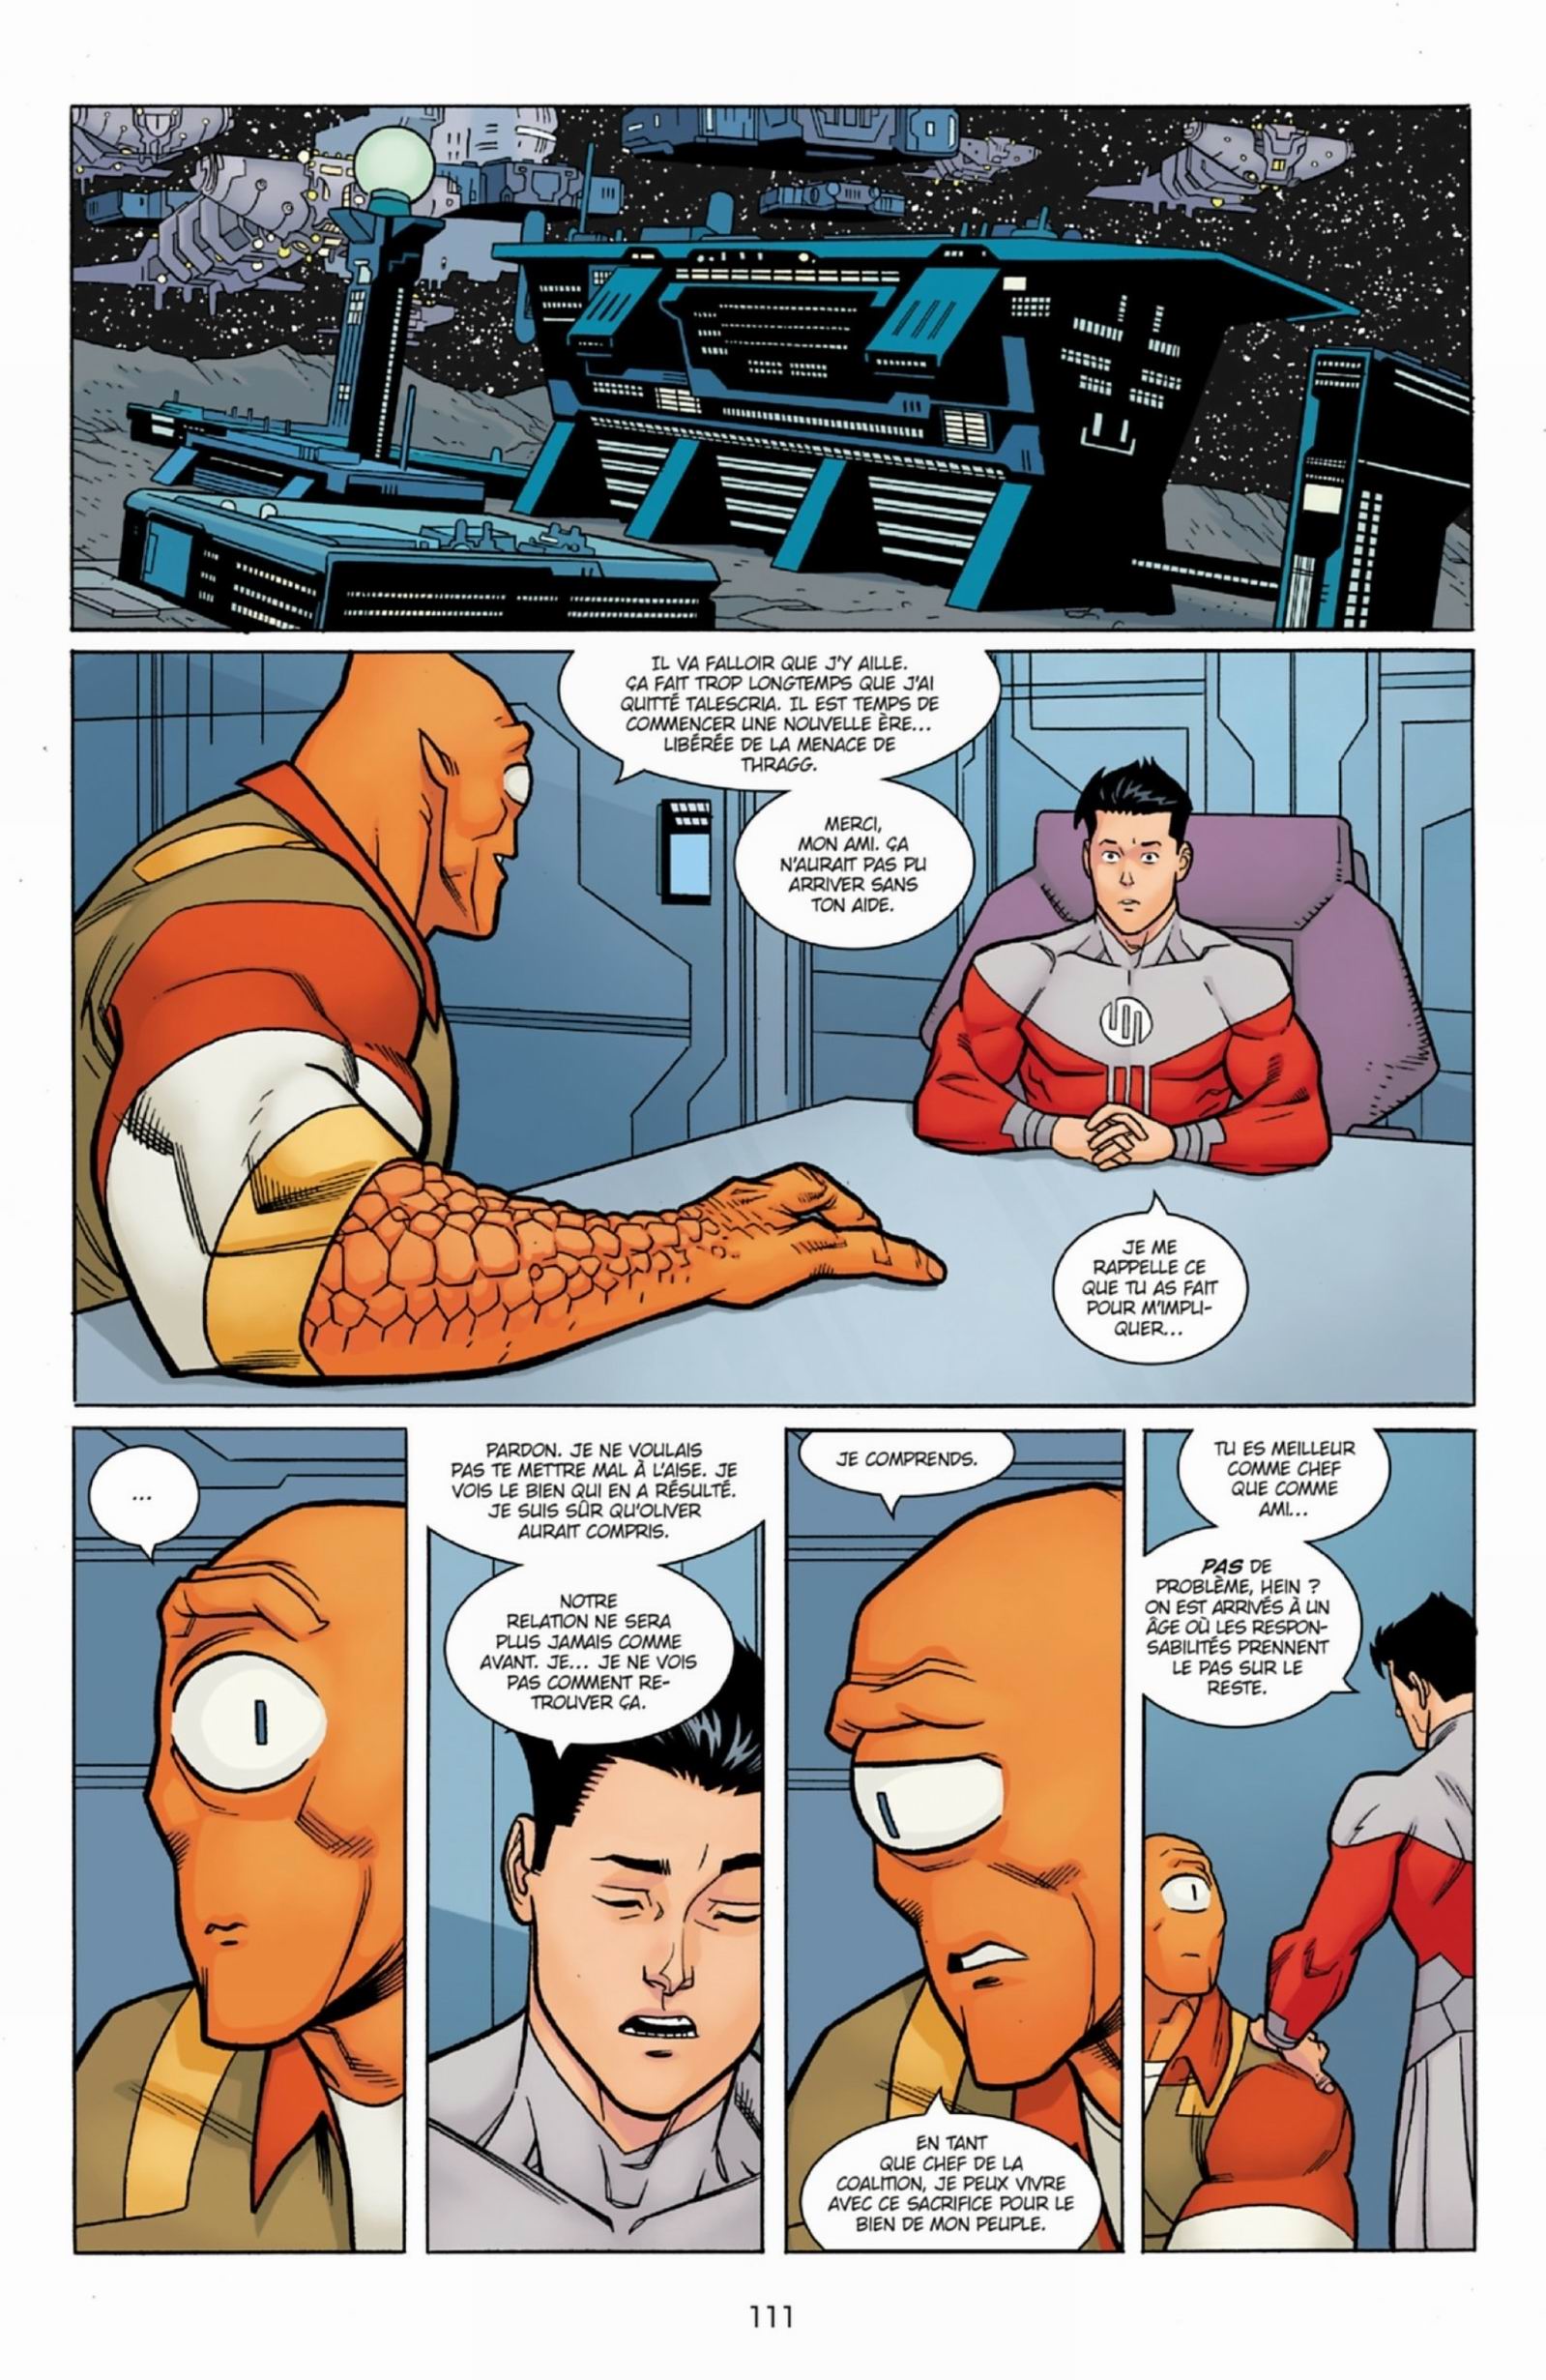 IL VA FALLOIR QUE J'Y AILLE.
ÇA FAIT TROP LONGTEMPS QUE J'AI
QUITTÉ TALESCRIA. IL EST TEMPS DE
COMMENCER UNE NOUVELLE ÈRE...
LIBÉRÉE DE LA MENACE DE
THRAGG.
MERCI,
MON AMI. ÇA
N'AURAIT PAS PU
ARRIVER SANS
TON AIDE.
JE ME
RAPPELLE CE
QUE TU AS FAIT
POUR M'IMPLI-
QUER...
...
PARDON. JE NE VOULAIS
PAS TE METTRE MAL À L'AISE. JE
VOIS LE BIEN QUI EN A RÉSULTÉ.
JE SUIS SÛR QU'OLIVER
AURAIT COMPRIS.
NOTRE
RELATION NE SERA
PLUS JAMAIS COMME
AVANT. JE... JE NE VOIS
PAS COMMENT RE-
TROUVER ÇA.
JE COMPRENDS.
EN TANT
QUE CHEF DE LA
COALITION, JE PEUX VIVRE
AVEC CE SACRIFICE POUR LE
BIEN DE MON PEUPLE.
TU ES MEILLEUR
COMME CHEF
QUE COMME
AMI...
PAS DE
PROBLÈME, HEIN ?
ON EST ARRIVÉS À UN
ÂGE OÙ LES RESPON-
SABILITÉS PRENNENT
LE PAS SUR LE
RESTE.
111